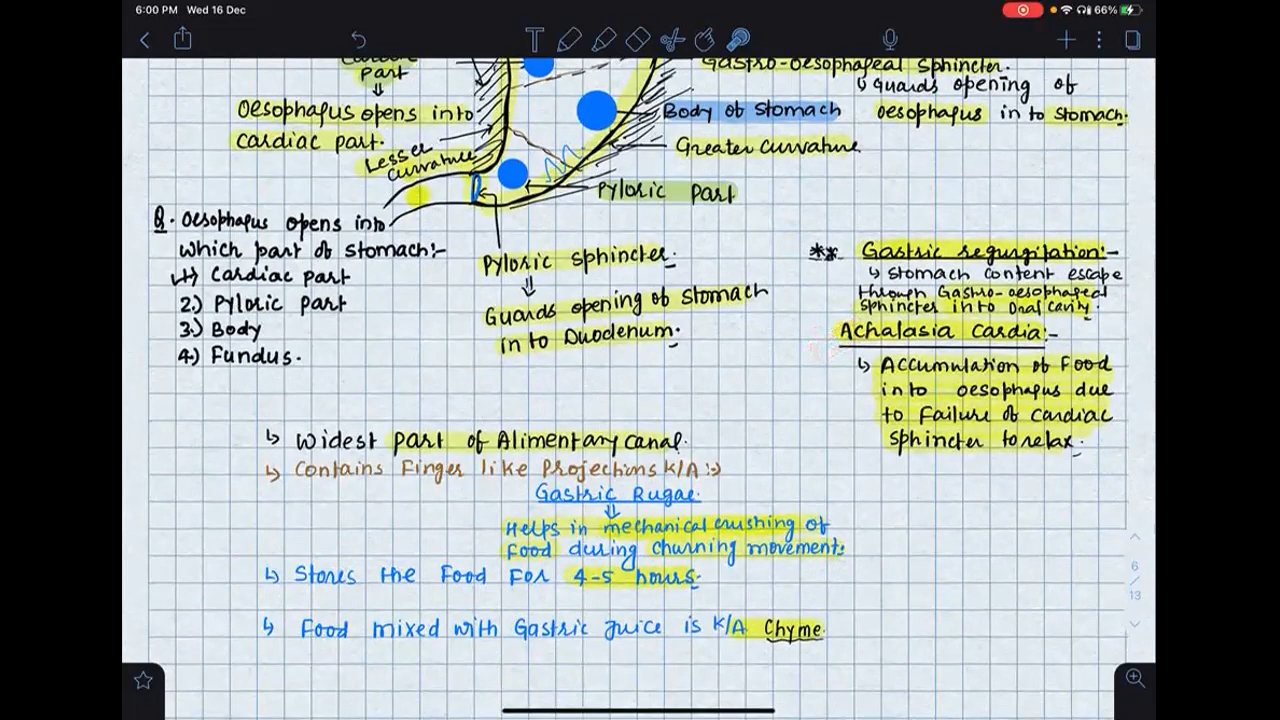 6:00 PM Wed 16 Dec
66%
Cardiac
Part
Oesophagus opens into
cardiac part.
Lesser
curvature
Gastro-oesophageal sphincter.
Guards opening of
oesophagus in to stomach.
Body of Stomach
Greater curvature
Pyloric Part
Q. Oesophagus opens into
which part of stomach:-
1) Cardiac part
2.) Pyloric part
3.) Body
4.) Fundus.
Pyloric sphincter.
Guards opening of Stomach
in to Duodenum.
** Gastric regurgitation:-
Stomach content escape
through Gastro-oesophageal
sphincter into oral cavity.
Achalasia Cardia:-
Accumulation of Food
into oesophagus due
to Failure of cardiac
sphincter to relax.
Widest part of Alimentary canal.
Contains Finger like Projections K/A:->
Gastric Rugae.
Helps in mechanical crushing of
Food during churning movement.
Stores the Food For 4-5 hours.
Food mixed with Gastric juice is K/A Chyme.
6
/
13